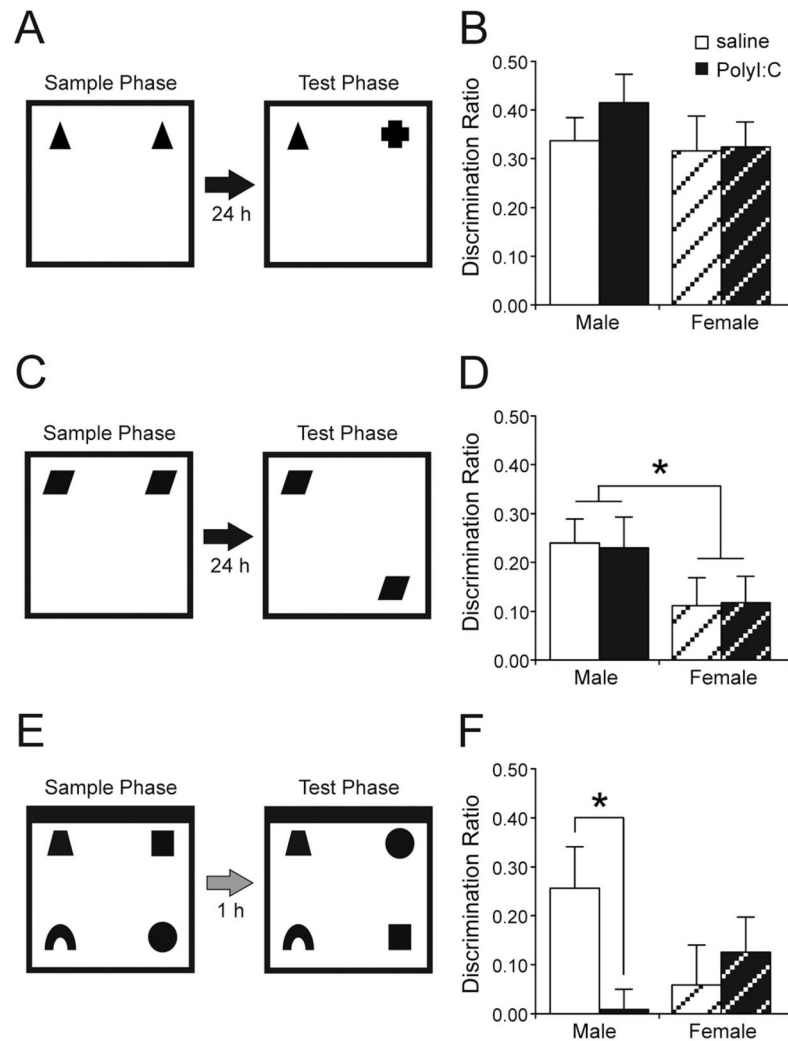 A
Sample Phase
Test Phase
24 h
B
saline
PolyI:C
Discrimination Ratio
0.50
0.40
0.30
0.20
0.10
0.00
Male
Female
C
Sample Phase
Test Phase
24 h
D
Discrimination Ratio
0.50
0.40
0.30
0.20
0.10
0.00
*
Male
Female
E
Sample Phase
Test Phase
1 h
F
Discrimination Ratio
0.50
0.40
0.30
0.20
0.10
0.00
*
Male
Female